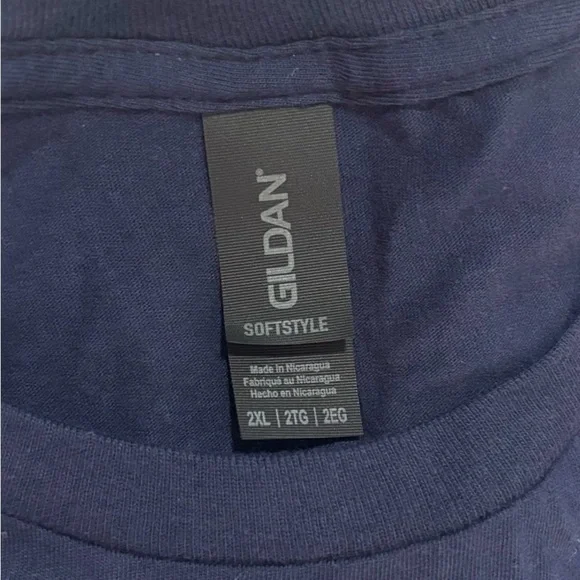 GILDAN®
SOFTSTYLE
Made in Nicaragua
Fabriqué au Nicaragua
Hecho en Nicaragua
2XL | 2TG | 2EG